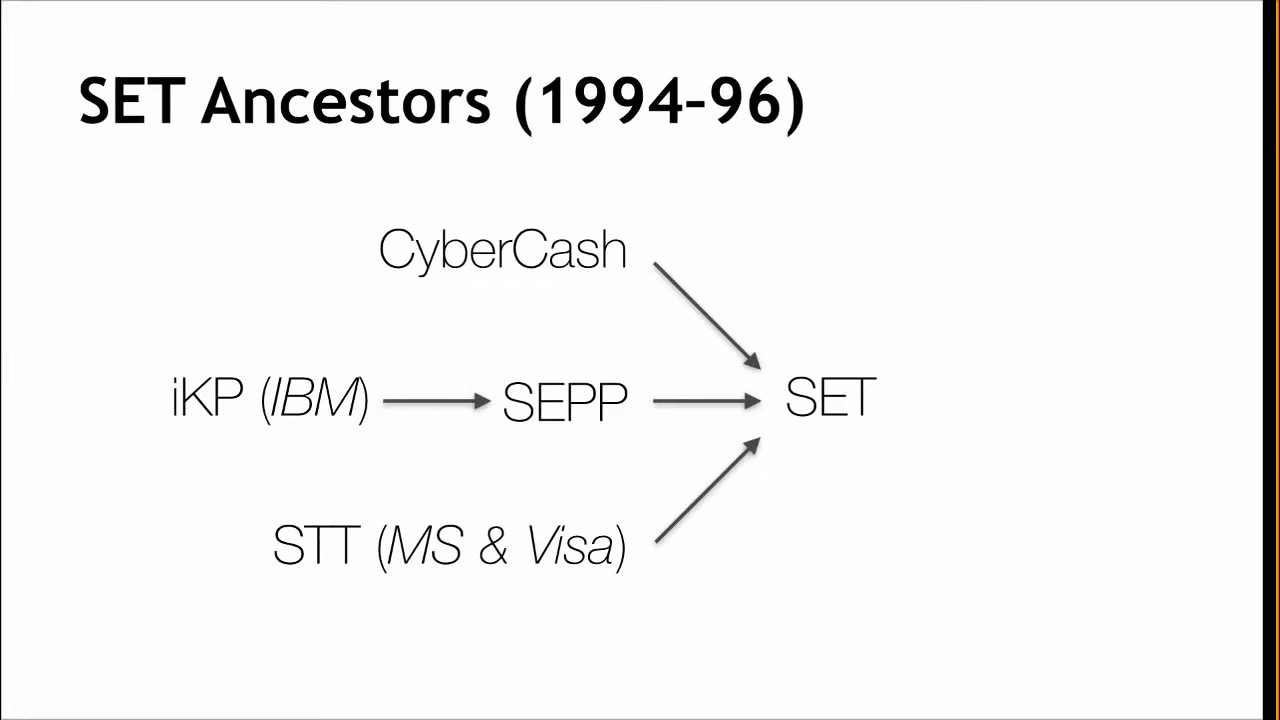 SET Ancestors (1994–96)
CyberCash
iKP (IBM)
SEPP
SET
STT (MS & Visa)